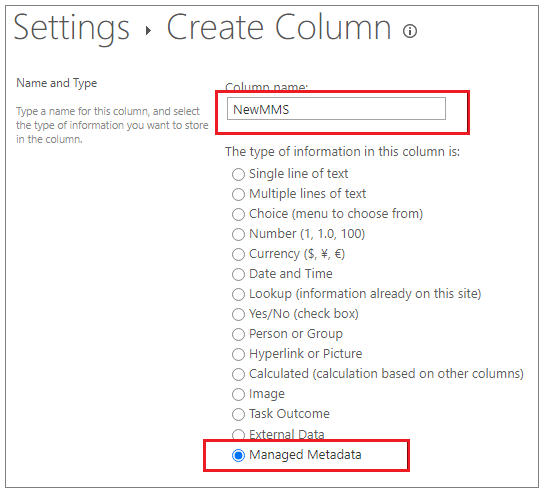 Settings ▸ Create Column
Name and Type
Type a name for this column, and select
the type of information you want to store
in the column.
Column name:
NewMMS
The type of information in this column is:
Single line of text
Multiple lines of text
Choice (menu to choose from)
Number (1, 1.0, 100)
Currency ($, ¥, €)
Date and Time
Lookup (information already on this site)
Yes/No (check box)
Person or Group
Hyperlink or Picture
Calculated (calculation based on other columns)
Image
Task Outcome
External Data
Managed Metadata